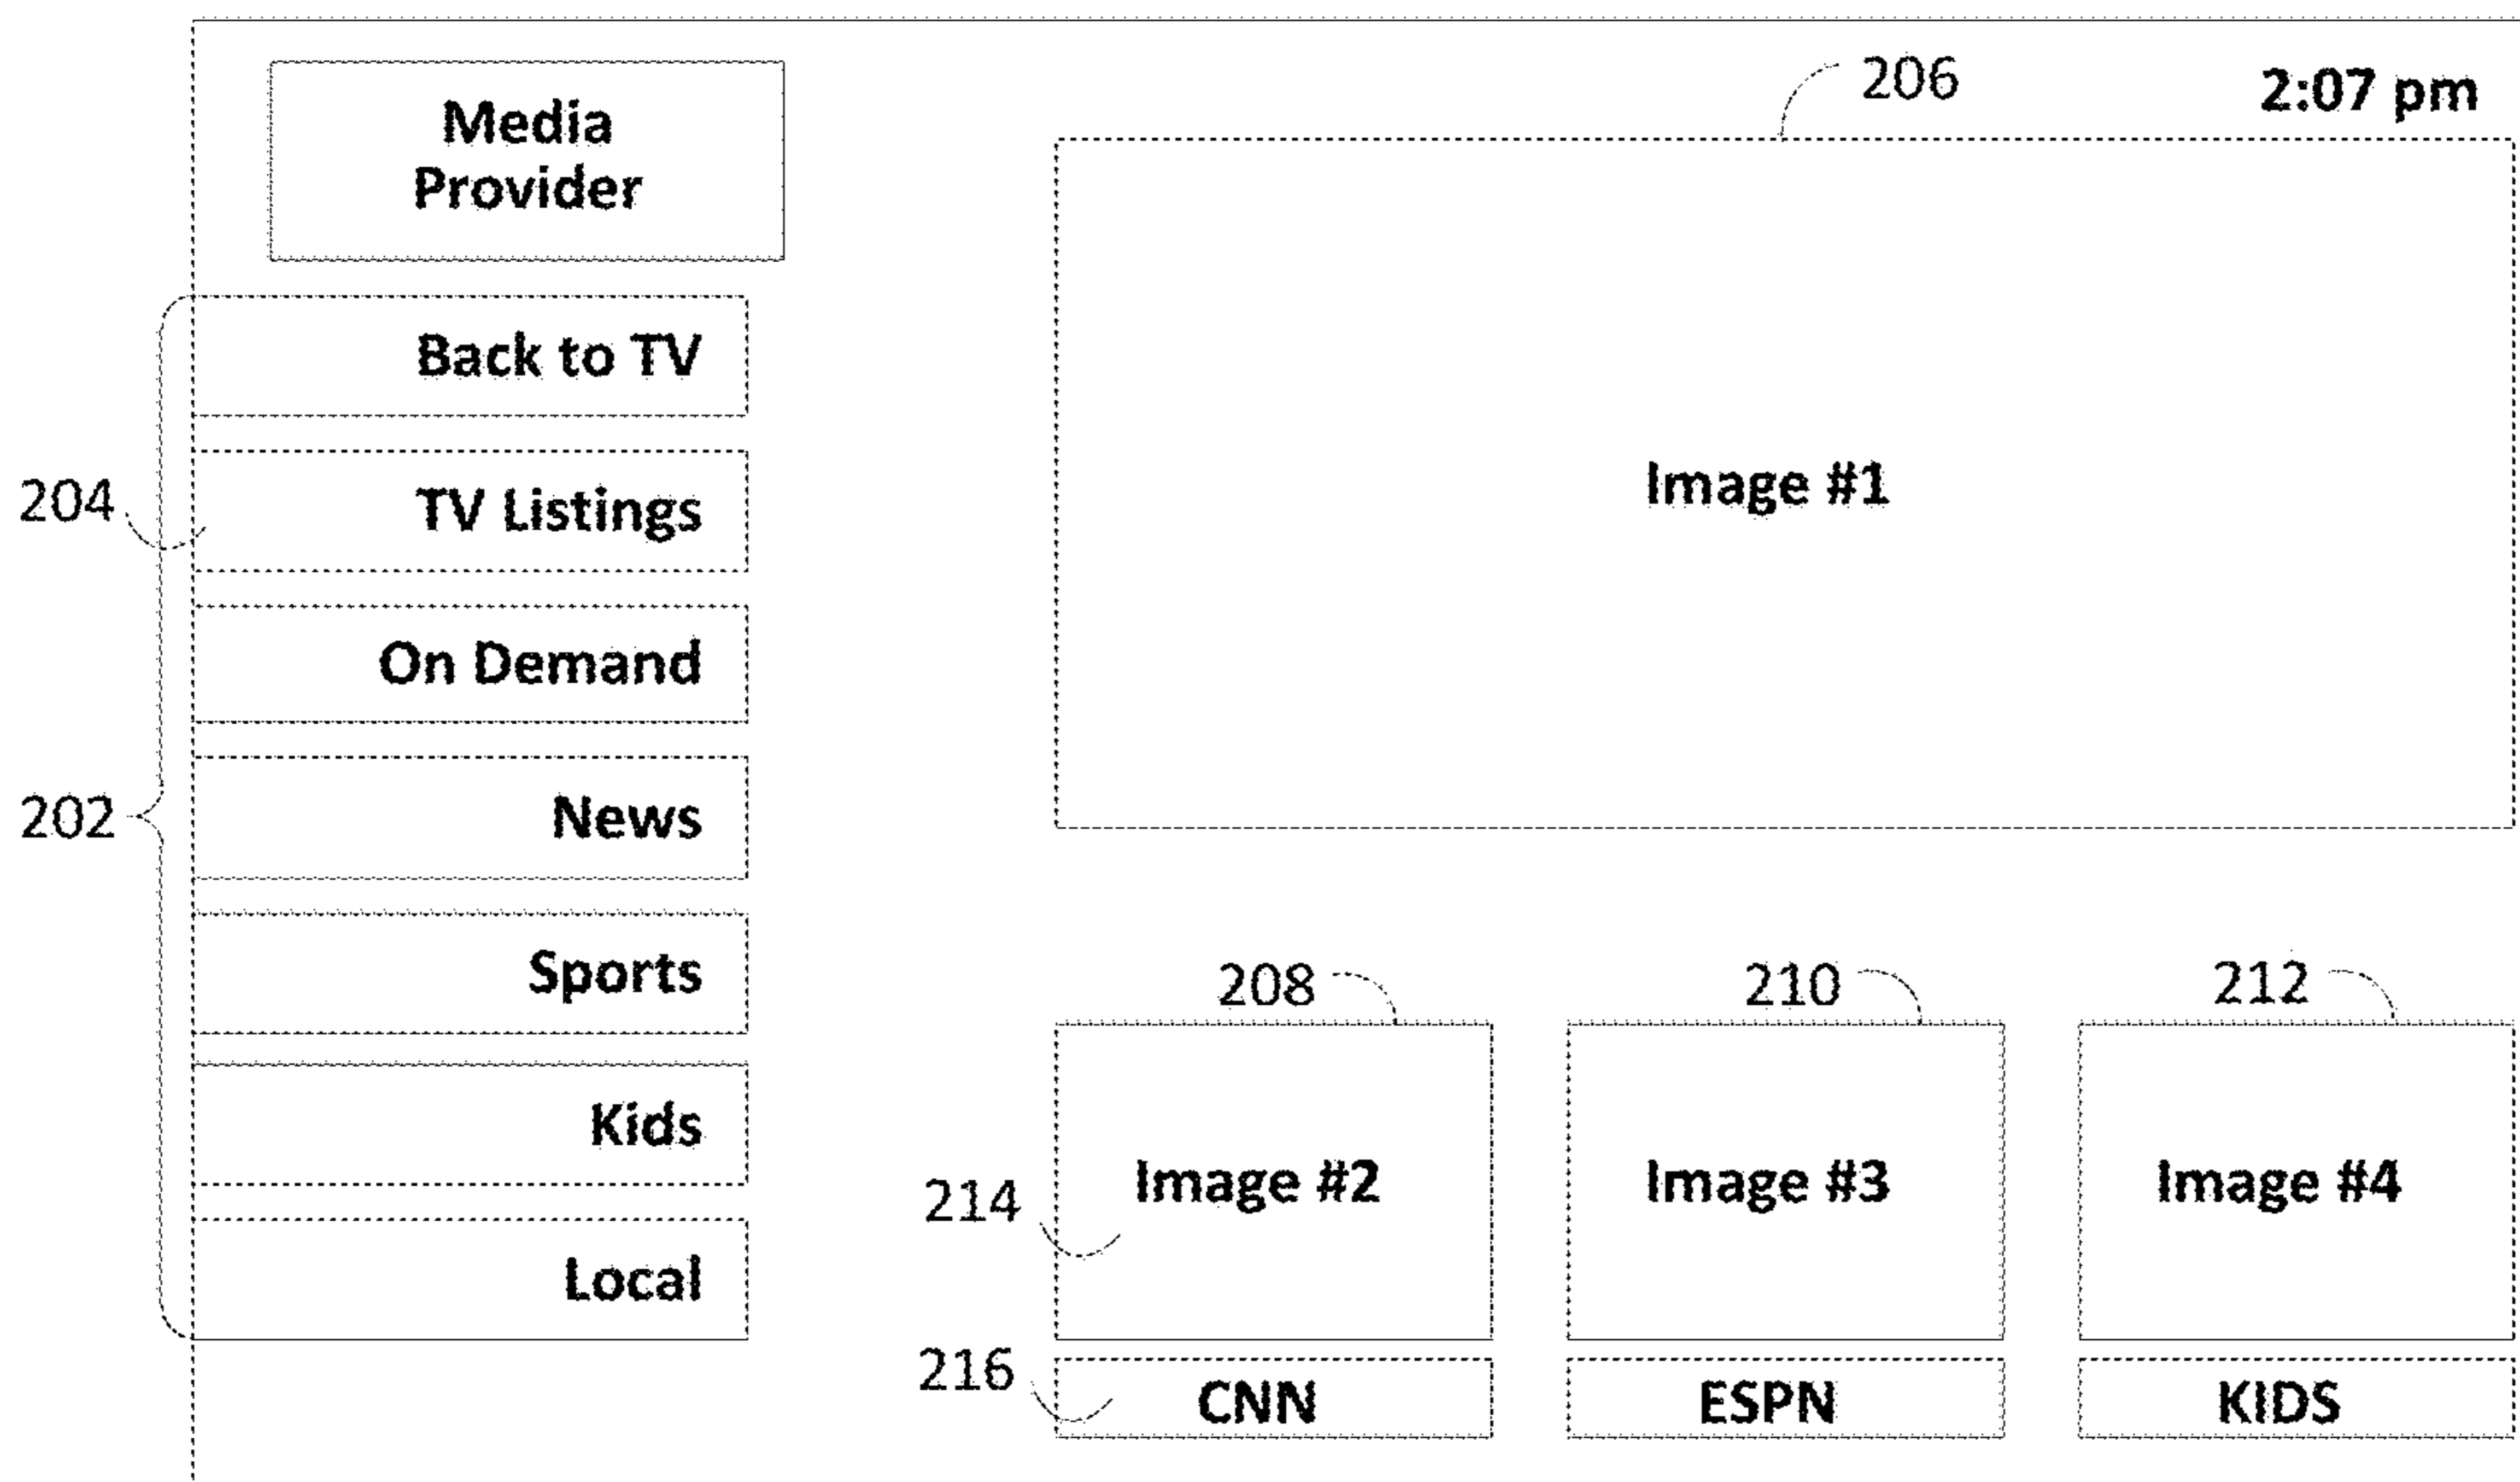 Media
Provider
206
2:07 pm
Back to TV
204
TV Listings
Image #1
On Demand
202
News
Sports
208
210
212
Kids
214
Image #2
Image #3
Image #4
Local
216
CNN
ESPN
KIDS